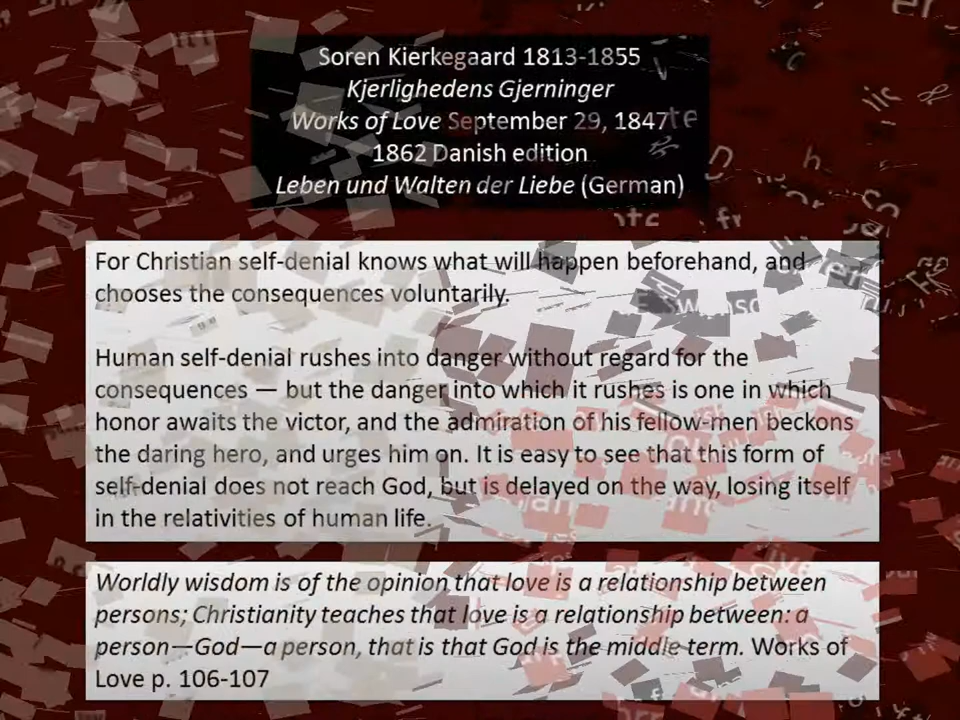 Soren Kierkegaard 1813-1855
Kjerlighedens Gjerninger
Works of Love September 29, 1847
1862 Danish edition
Leben und Walten der Liebe (German)
For Christian self-denial knows what will happen beforehand, and
chooses the consequences voluntarily.
Human self-denial rushes into danger without regard for the
consequences — but the danger into which it rushes is one in which
honor awaits the victor, and the admiration of his fellow-men beckons
the daring hero, and urges him on. It is easy to see that this form of
self-denial does not reach God, but is delayed on the way, losing itself
in the relativities of human life.
Worldly wisdom is of the opinion that love is a relationship between
persons; Christianity teaches that love is a relationship between: a
person—God—a person, that is that God is the middle term. Works of
Love p. 106-107